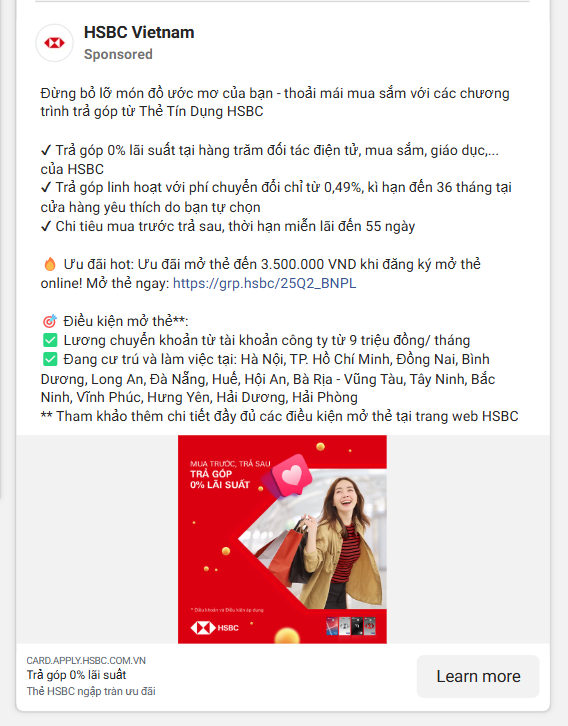 HSBC Vietnam
Sponsored
Đừng bỏ lỡ món đồ ước mơ của bạn - thoải mái mua sắm với các chương
trình trả góp từ Thẻ Tín Dụng HSBC
✓ Trả góp 0% lãi suất tại hàng trăm đối tác điện tử, mua sắm, giáo dục,...
của HSBC
✓ Trả góp linh hoạt với phí chuyển đổi chỉ từ 0,49%, kì hạn đến 36 tháng tại
cửa hàng yêu thích do bạn tự chọn
✓ Chi tiêu mua trước trả sau, thời hạn miễn lãi đến 55 ngày
🔥 Ưu đãi hot: Ưu đãi mở thẻ đến 3.500.000 VND khi đăng ký mở thẻ
online! Mở thẻ ngay: https://grp.hsbc/25Q2_BNPL
🎯 Điều kiện mở thẻ**:
✅ Lương chuyển khoản từ tài khoản công ty từ 9 triệu đồng/ tháng
✅ Đang cư trú và làm việc tại: Hà Nội, TP. Hồ Chí Minh, Đồng Nai, Bình
Dương, Long An, Đà Nẵng, Huế, Hội An, Bà Rịa - Vũng Tàu, Tây Ninh, Bắc
Ninh, Vĩnh Phúc, Hưng Yên, Hải Dương, Hải Phòng
** Tham khảo thêm chi tiết đầy đủ các điều kiện mở thẻ tại trang web HSBC
MUA TRƯỚC, TRẢ SAU
TRẢ GÓP
0% LÃI SUẤT
* Điều khoản và Điều kiện áp dụng
HSBC
CARD.APPLY.HSBC.COM.VN
Trả góp 0% lãi suất
Thẻ HSBC ngập tràn ưu đãi
Learn more